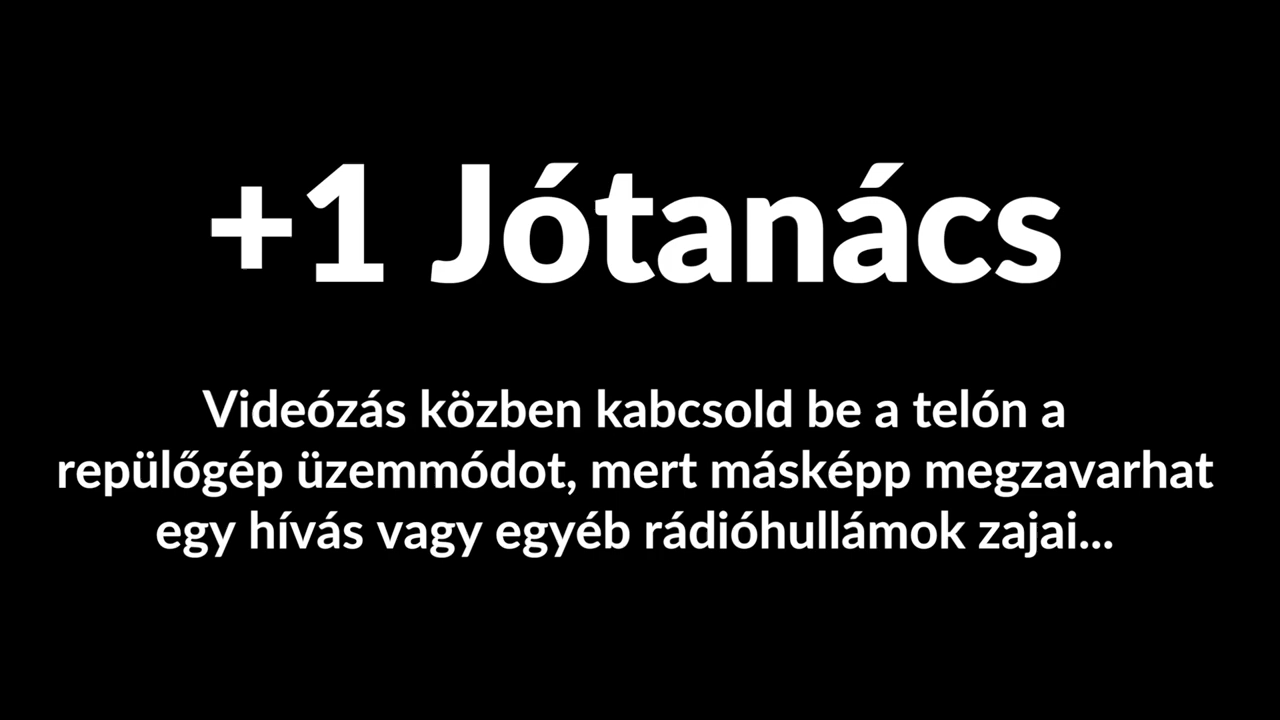 +1 Jótanács
Videózás közben kabcsold be a telón a
repülőgép üzemmódot, mert másképp megzavarhat
egy hívás vagy egyéb rádióhullámok zajai...